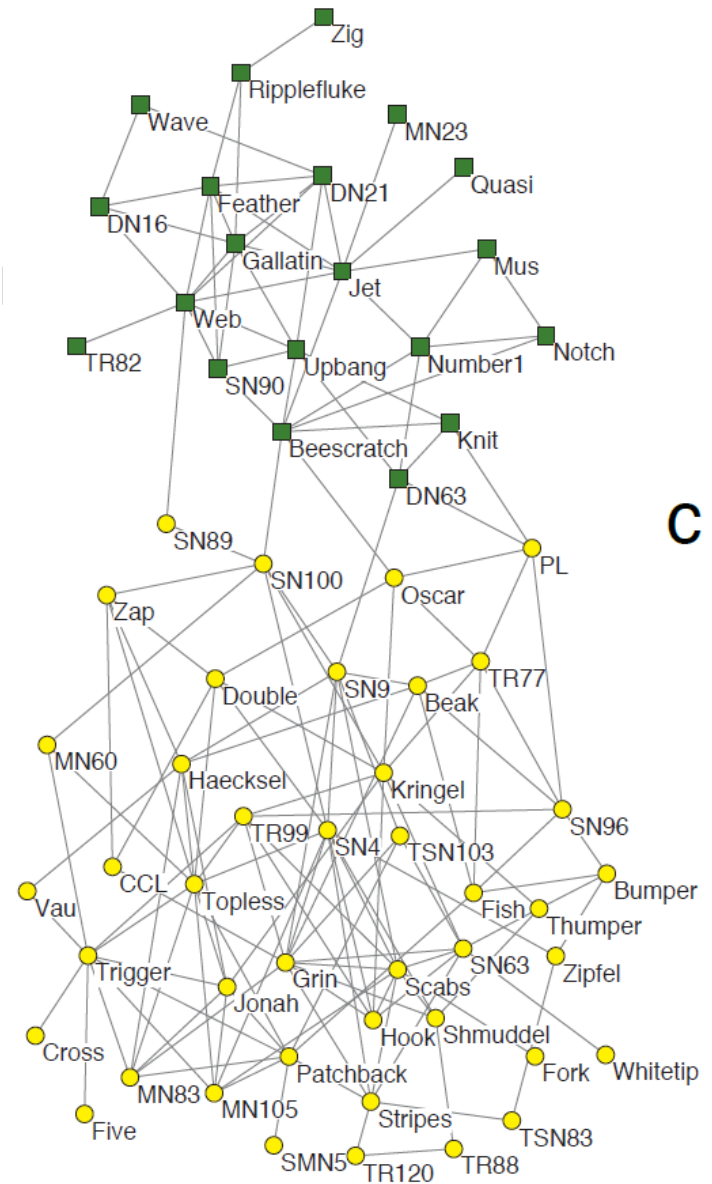 Zig
Ripplefluke
Wave
MN23
Quasi
DN21
Feather
DN16
Gallatin
Mus
Jet
Web
Notch
TR82
Upbang
Number1
SN90
Knit
Beescratch
DN63
C
SN89
PL
SN100
Oscar
Zap
TR77
Double
SN9
Beak
MN60
Haecksel
Kringel
SN96
TR99
SN4
TSN103
CCL
Topless
Bumper
Vau
Fish
Thumper
Trigger
Grin
Scabs
SN63
Zipfel
Jonah
Hook
Shmuddel
Cross
Patchback
Fork
Whitetip
MN83
MN105
Stripes
Five
TSN83
SMN5
TR120
TR88